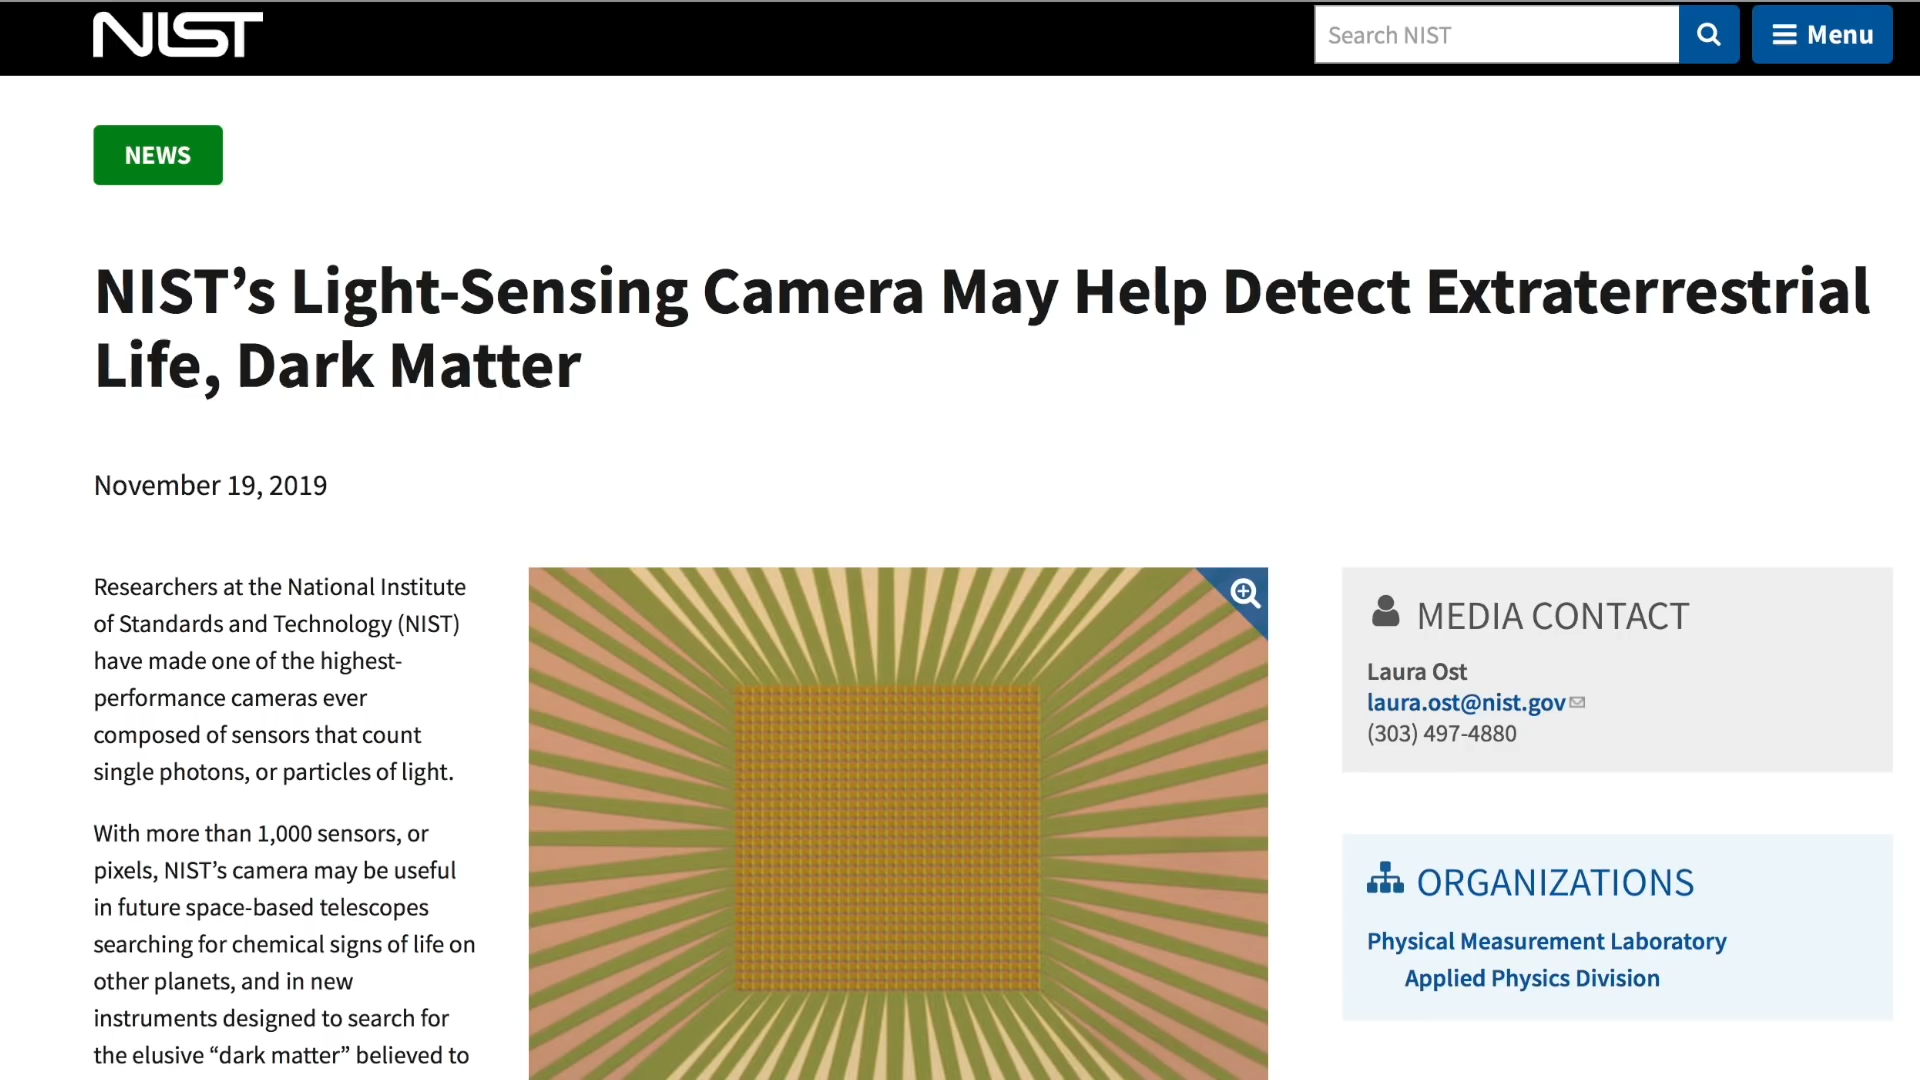 NIST
Search NIST
Menu
NEWS
NIST’s Light-Sensing Camera May Help Detect Extraterrestrial
Life, Dark Matter
November 19, 2019
Researchers at the National Institute
of Standards and Technology (NIST)
have made one of the highest-
performance cameras ever
composed of sensors that count
single photons, or particles of light.
With more than 1,000 sensors, or
pixels, NIST’s camera may be useful
in future space-based telescopes
searching for chemical signs of life on
other planets, and in new
instruments designed to search for
the elusive “dark matter” believed to
MEDIA CONTACT
Laura Ost
laura.ost@nist.gov
(303) 497-4880
ORGANIZATIONS
Physical Measurement Laboratory
Applied Physics Division